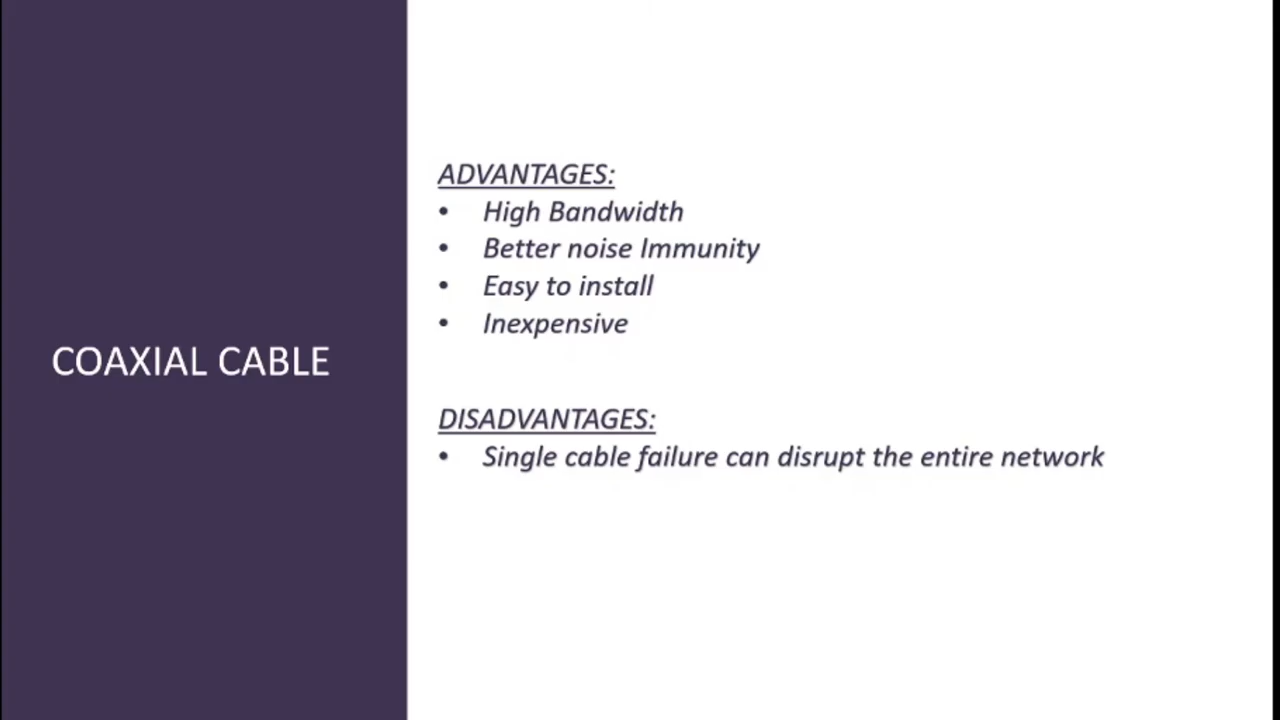 COAXIAL CABLE
ADVANTAGES:
• High Bandwidth
• Better noise Immunity
• Easy to install
• Inexpensive
DISADVANTAGES:
• Single cable failure can disrupt the entire network